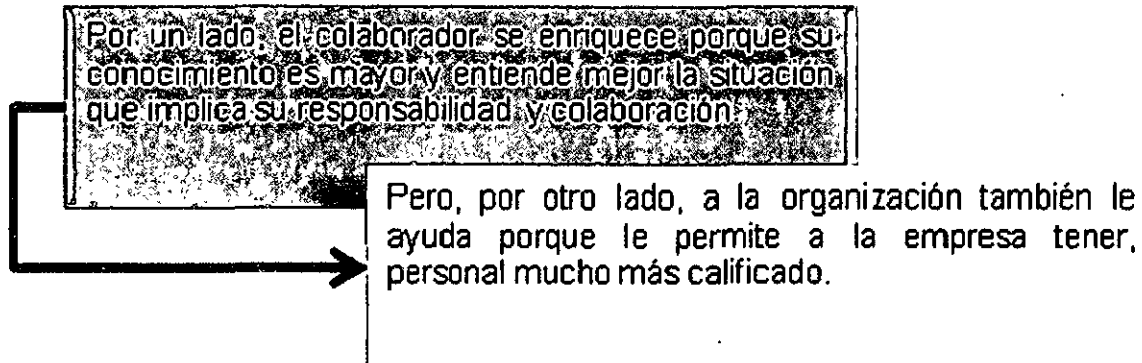 Por un lado, el colaborador se enriquece porque su
conocimiento es mayor y entiende mejor la situación
que implica su responsabilidad y colaboración.
Pero, por otro lado, a la organización también le
ayuda porque le permite a la empresa tener,
personal mucho más calificado.